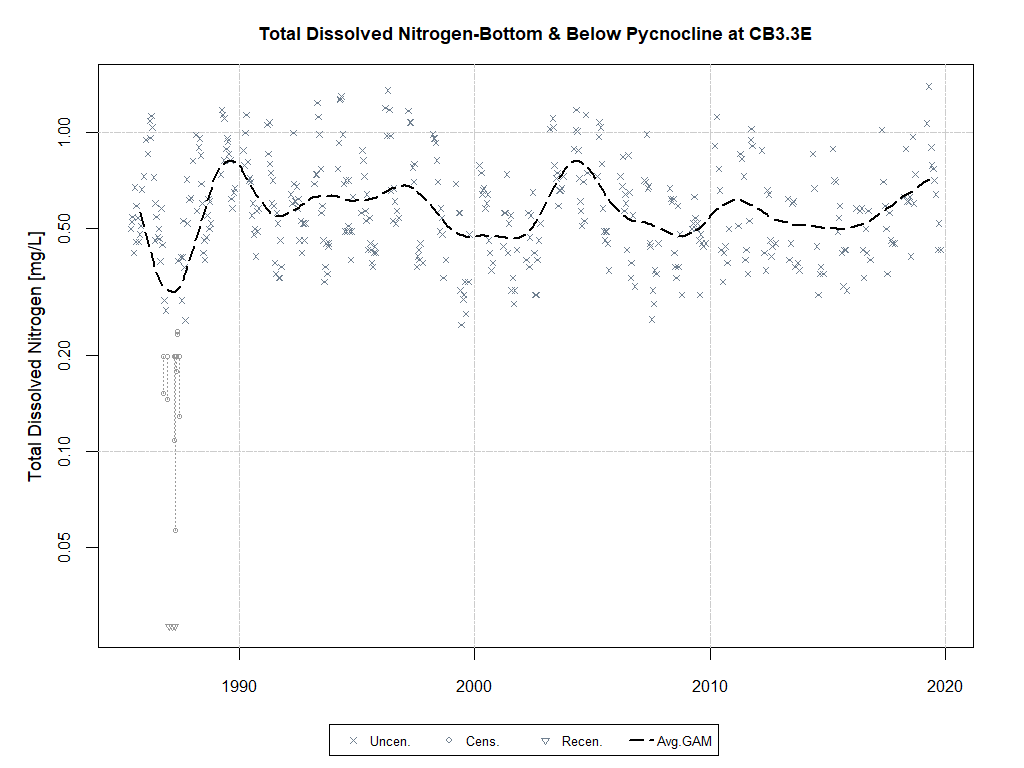 Total Dissolved Nitrogen-Bottom & Below Pycnocline at CB3.3E
Total Dissolved Nitrogen [mg/L]
1.00
0.50
0.20
0.10
0.05
1990 2000 2010 2020
Uncen. Cens. Recen. Avg.GAM